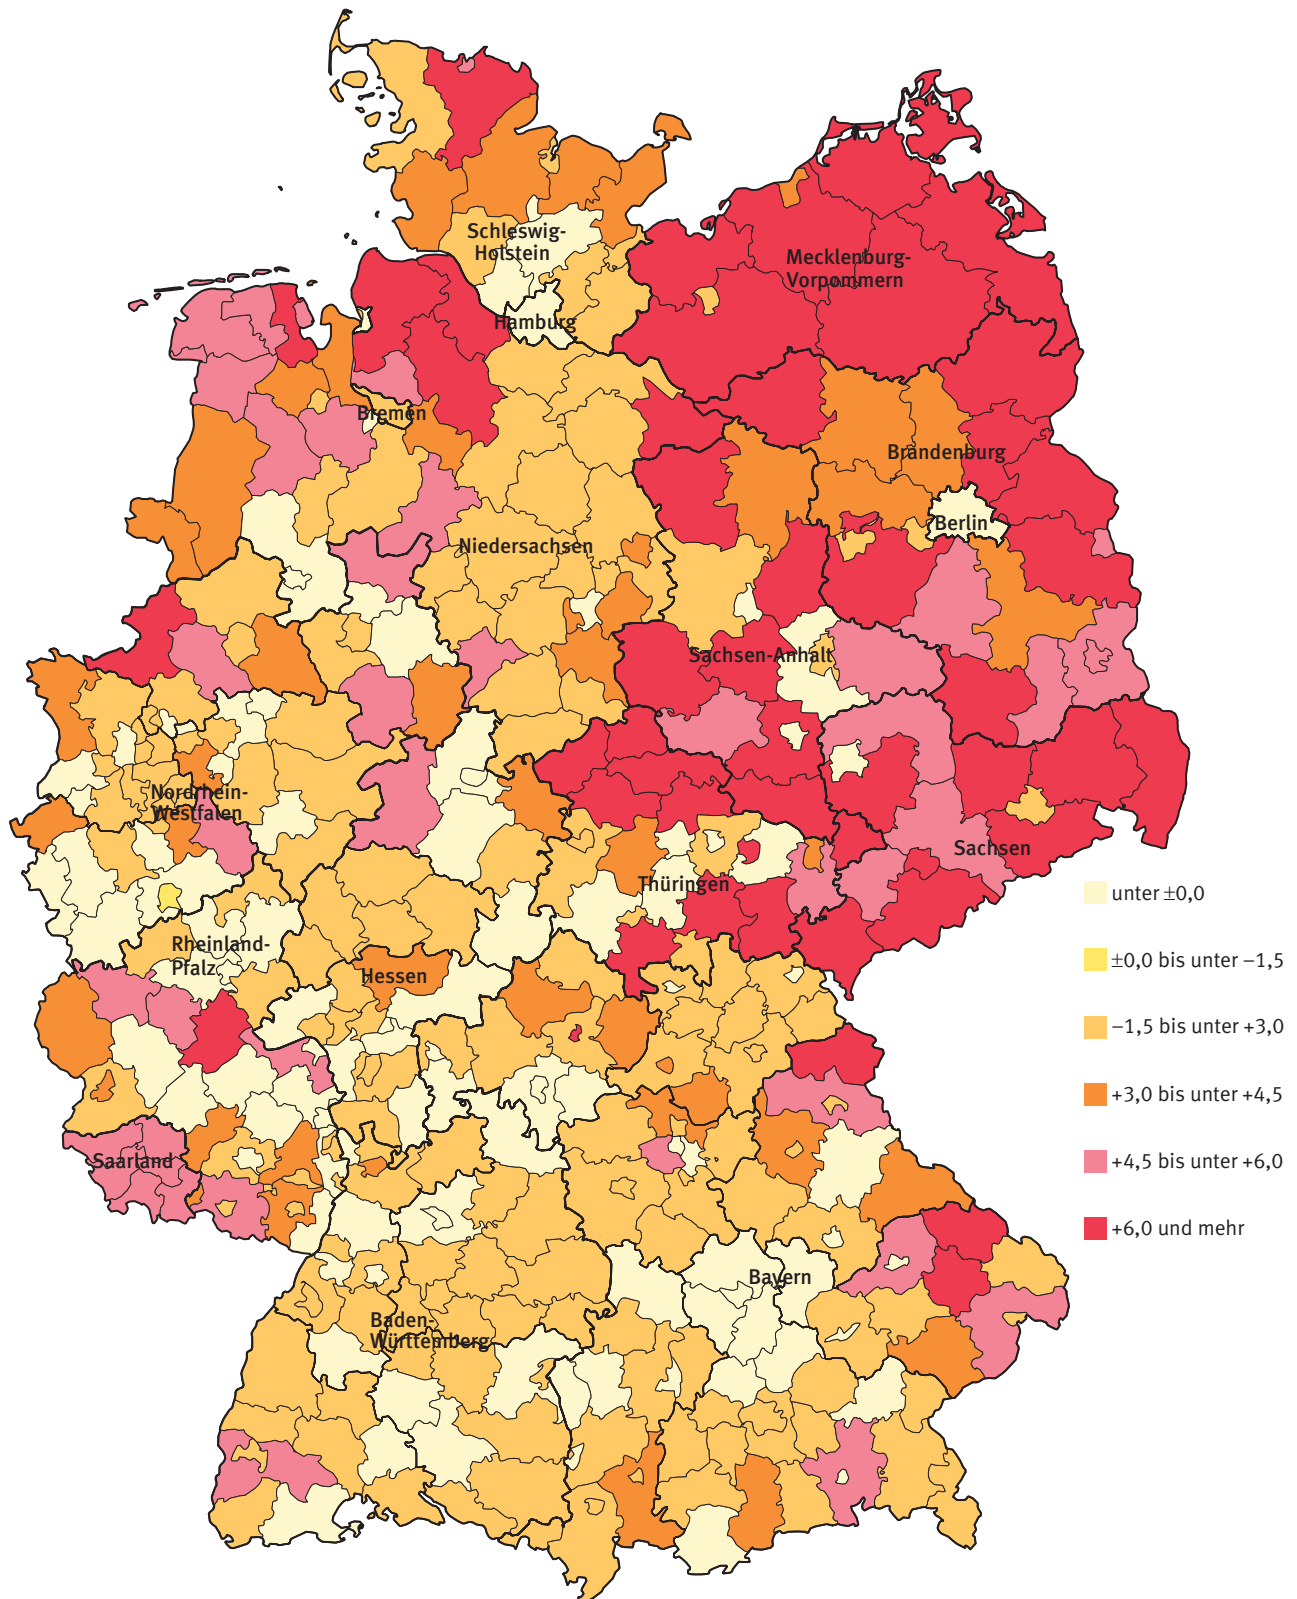 Schleswig-
Holstein
Mecklenburg-
Vorpommern
Hamburg
Bremen
Brandenburg
Berlin
Niedersachsen
Sachsen-Anhalt
Nordrhein-
Westfalen
Sachsen
Thüringen
unter ±0,0
Rheinland-
Pfalz
±0,0 bis unter −1,5
Hessen
−1,5 bis unter +3,0
+3,0 bis unter +4,5
Saarland
+4,5 bis unter +6,0
+6,0 und mehr
Bayern
Baden-
Württemberg